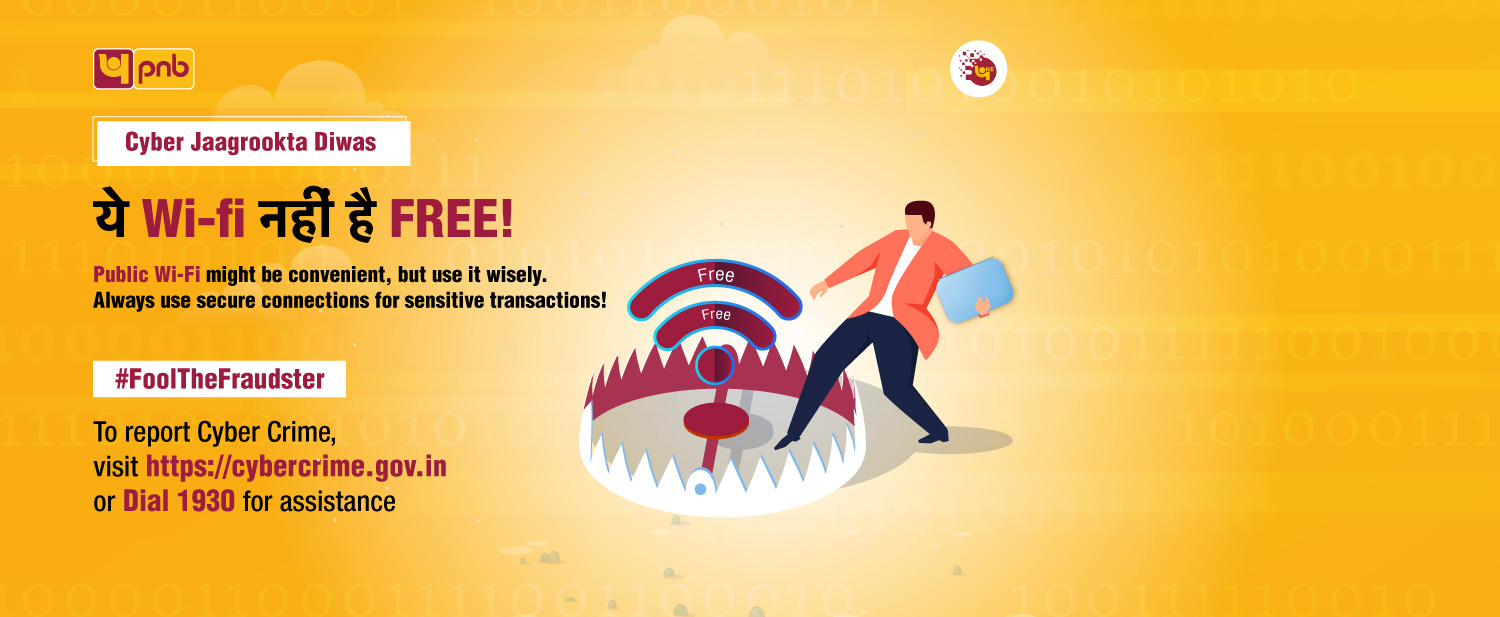 pnb
Cyber Jaagrookta Diwas
ये Wi-fi नहीं है FREE!
Public Wi-Fi might be convenient, but use it wisely.
Always use secure connections for sensitive transactions!
#FoolTheFraudster
To report Cyber Crime,
visit https://cybercrime.gov.in
or Dial 1930 for assistance
Free
Free